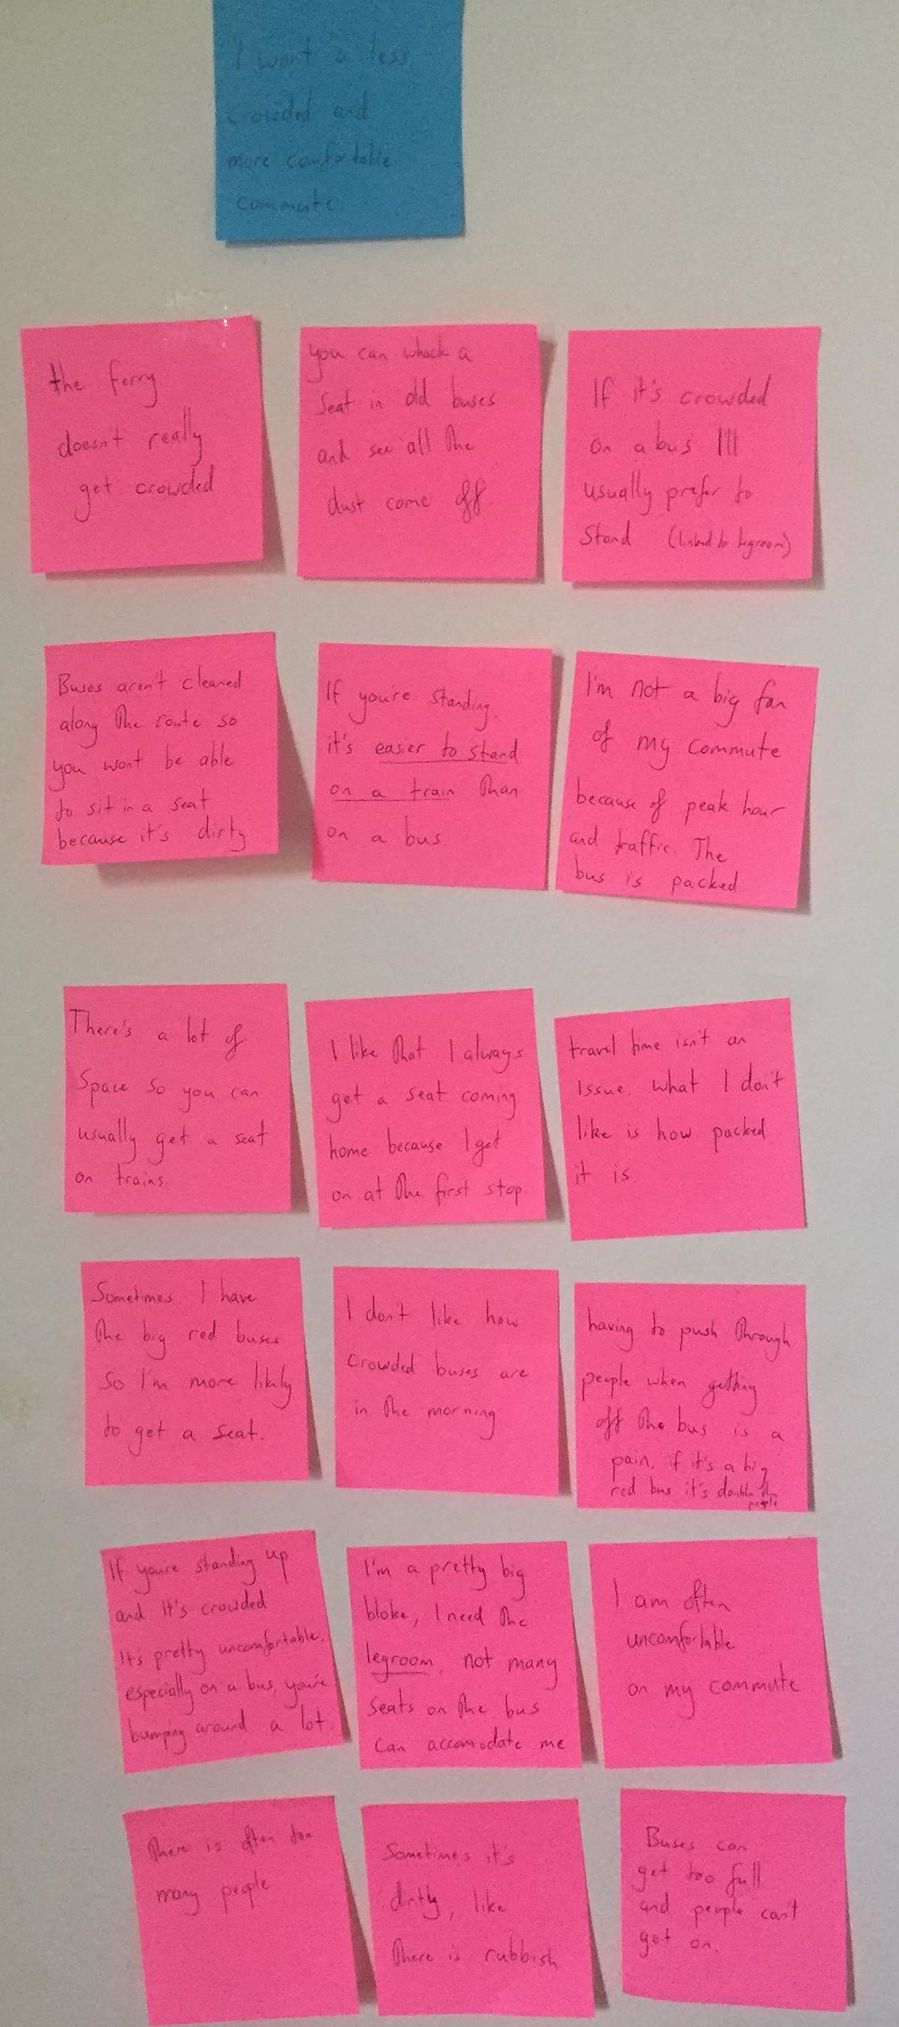 I want a less
crowded and
more comfortable
commute
the ferry
doesn't really
get crowded
you can whack a
seat in old buses
and see all the
dust come off.
If it's crowded
on a bus I'll
usually prefer to
stand (linked to legroom)
Buses aren't cleaned
along the route so
you wont be able
to sit in a seat
because it's dirty
If you're standing
it's easier to stand
on a train than
on a bus
I'm not a big fan
of my commute
because of peak hour
and traffic. The
bus is packed
There's a lot of
space so you can
usually get a seat
on trains
I like that I always
get a seat coming
home because I get
on at the first stop.
travel time isn't an
issue, what I don't
like is how packed
it is
Sometimes I have
the big red buses
so I'm more likely
to get a seat.
I don't like how
crowded buses are
in the morning
having to push through
people when getting
off the bus is a
pain. if it's a big
red bus it's double the
people
If you're standing up
and it's crowded
it's pretty uncomfortable.
especially on a bus, you're
bumping around a lot
I'm a pretty big
bloke, I need the
legroom, not many
seats on the bus
can accomodate me
I am often
uncomfortable
on my commute
There is often too
many people
Sometimes it's
dirty, like
there is rubbish
Buses can
get too full
and people can't
get on.